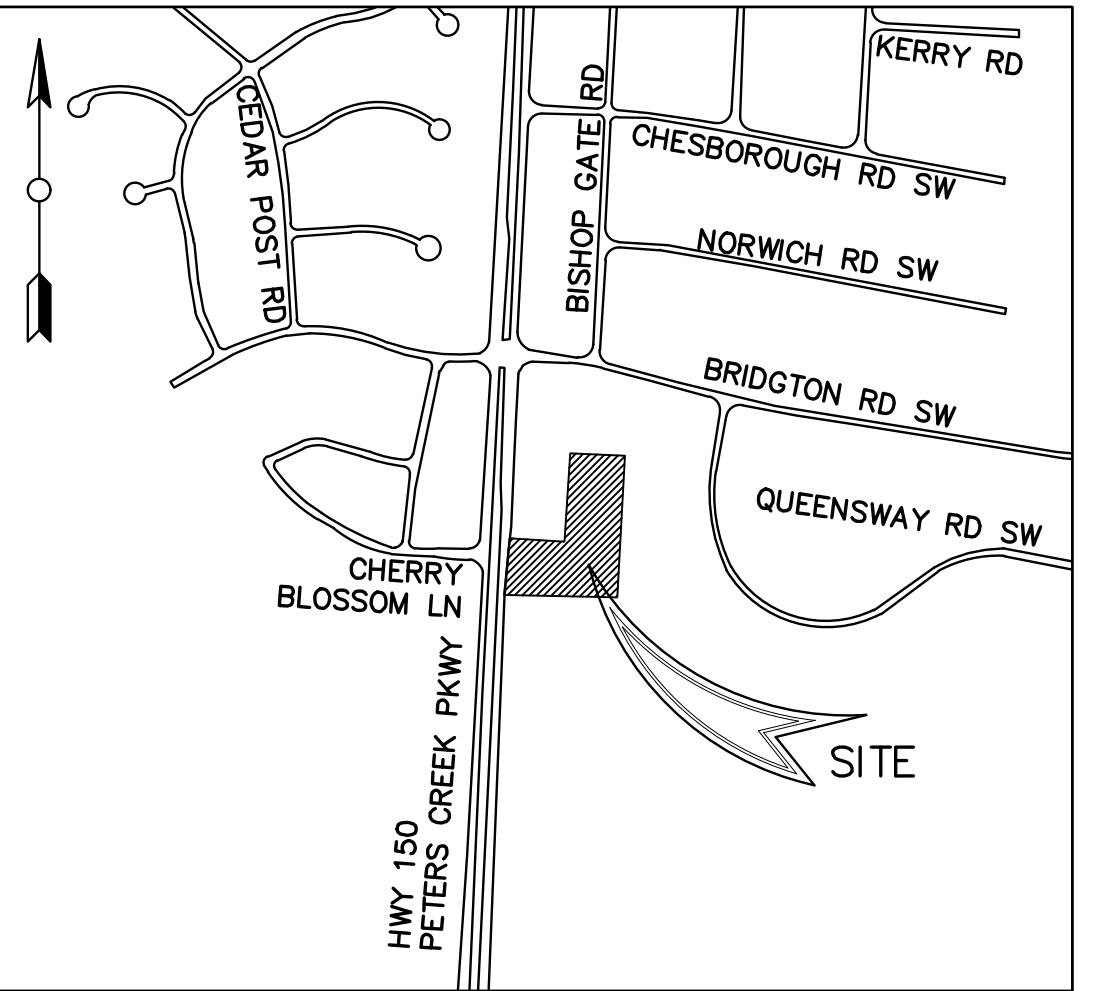 KERRY RD
CEDAR POST RD
BISHOP GATE RD
CHESBOROUGH RD SW
NORWICH RD SW
BRIDGTON RD SW
QUEENSWAY RD SW
CHERRY
BLOSSOM LN
HWY 150
PETERS CREEK PKWY
SITE